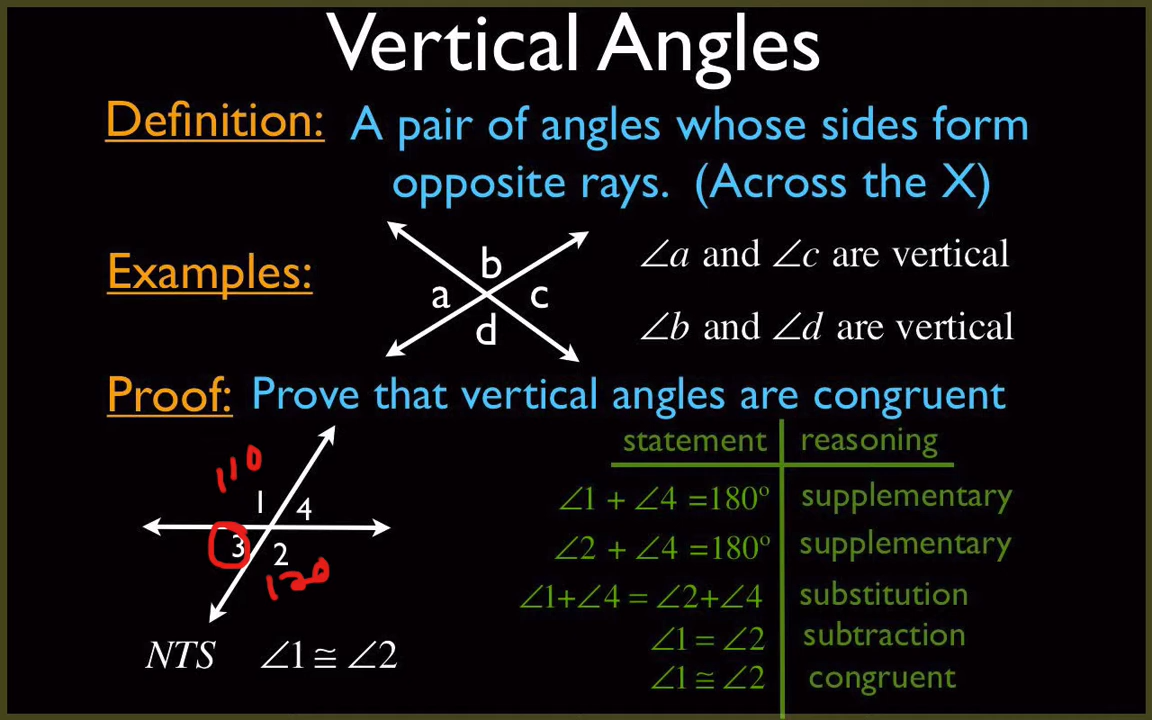 Vertical Angles
Definition: A pair of angles whose sides form
opposite rays. (Across the X)
Examples:
b
a
c
d
∠a and ∠c are vertical
∠b and ∠d are vertical
Proof: Prove that vertical angles are congruent
statement reasoning
110
1
4
3
2
120
∠1 + ∠4 =180º supplementary
∠2 + ∠4 =180º supplementary
∠1+∠4 = ∠2+∠4 substitution
∠1 = ∠2 subtraction
∠1 ≅ ∠2 congruent
NTS ∠1 ≅ ∠2